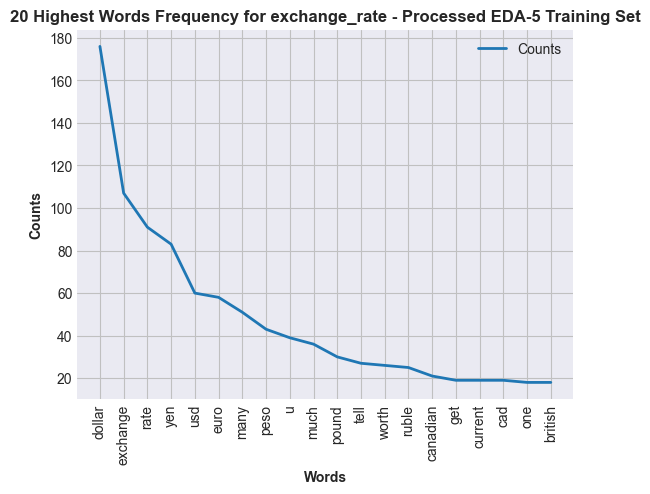 20 Highest Words Frequency for exchange_rate - Processed EDA-5 Training Set
Counts
180
160
140
120
100
80
60
40
20
Counts
dollar
exchange
rate
yen
usd
euro
many
peso
u
much
pound
tell
worth
ruble
canadian
get
current
cad
one
british
Words